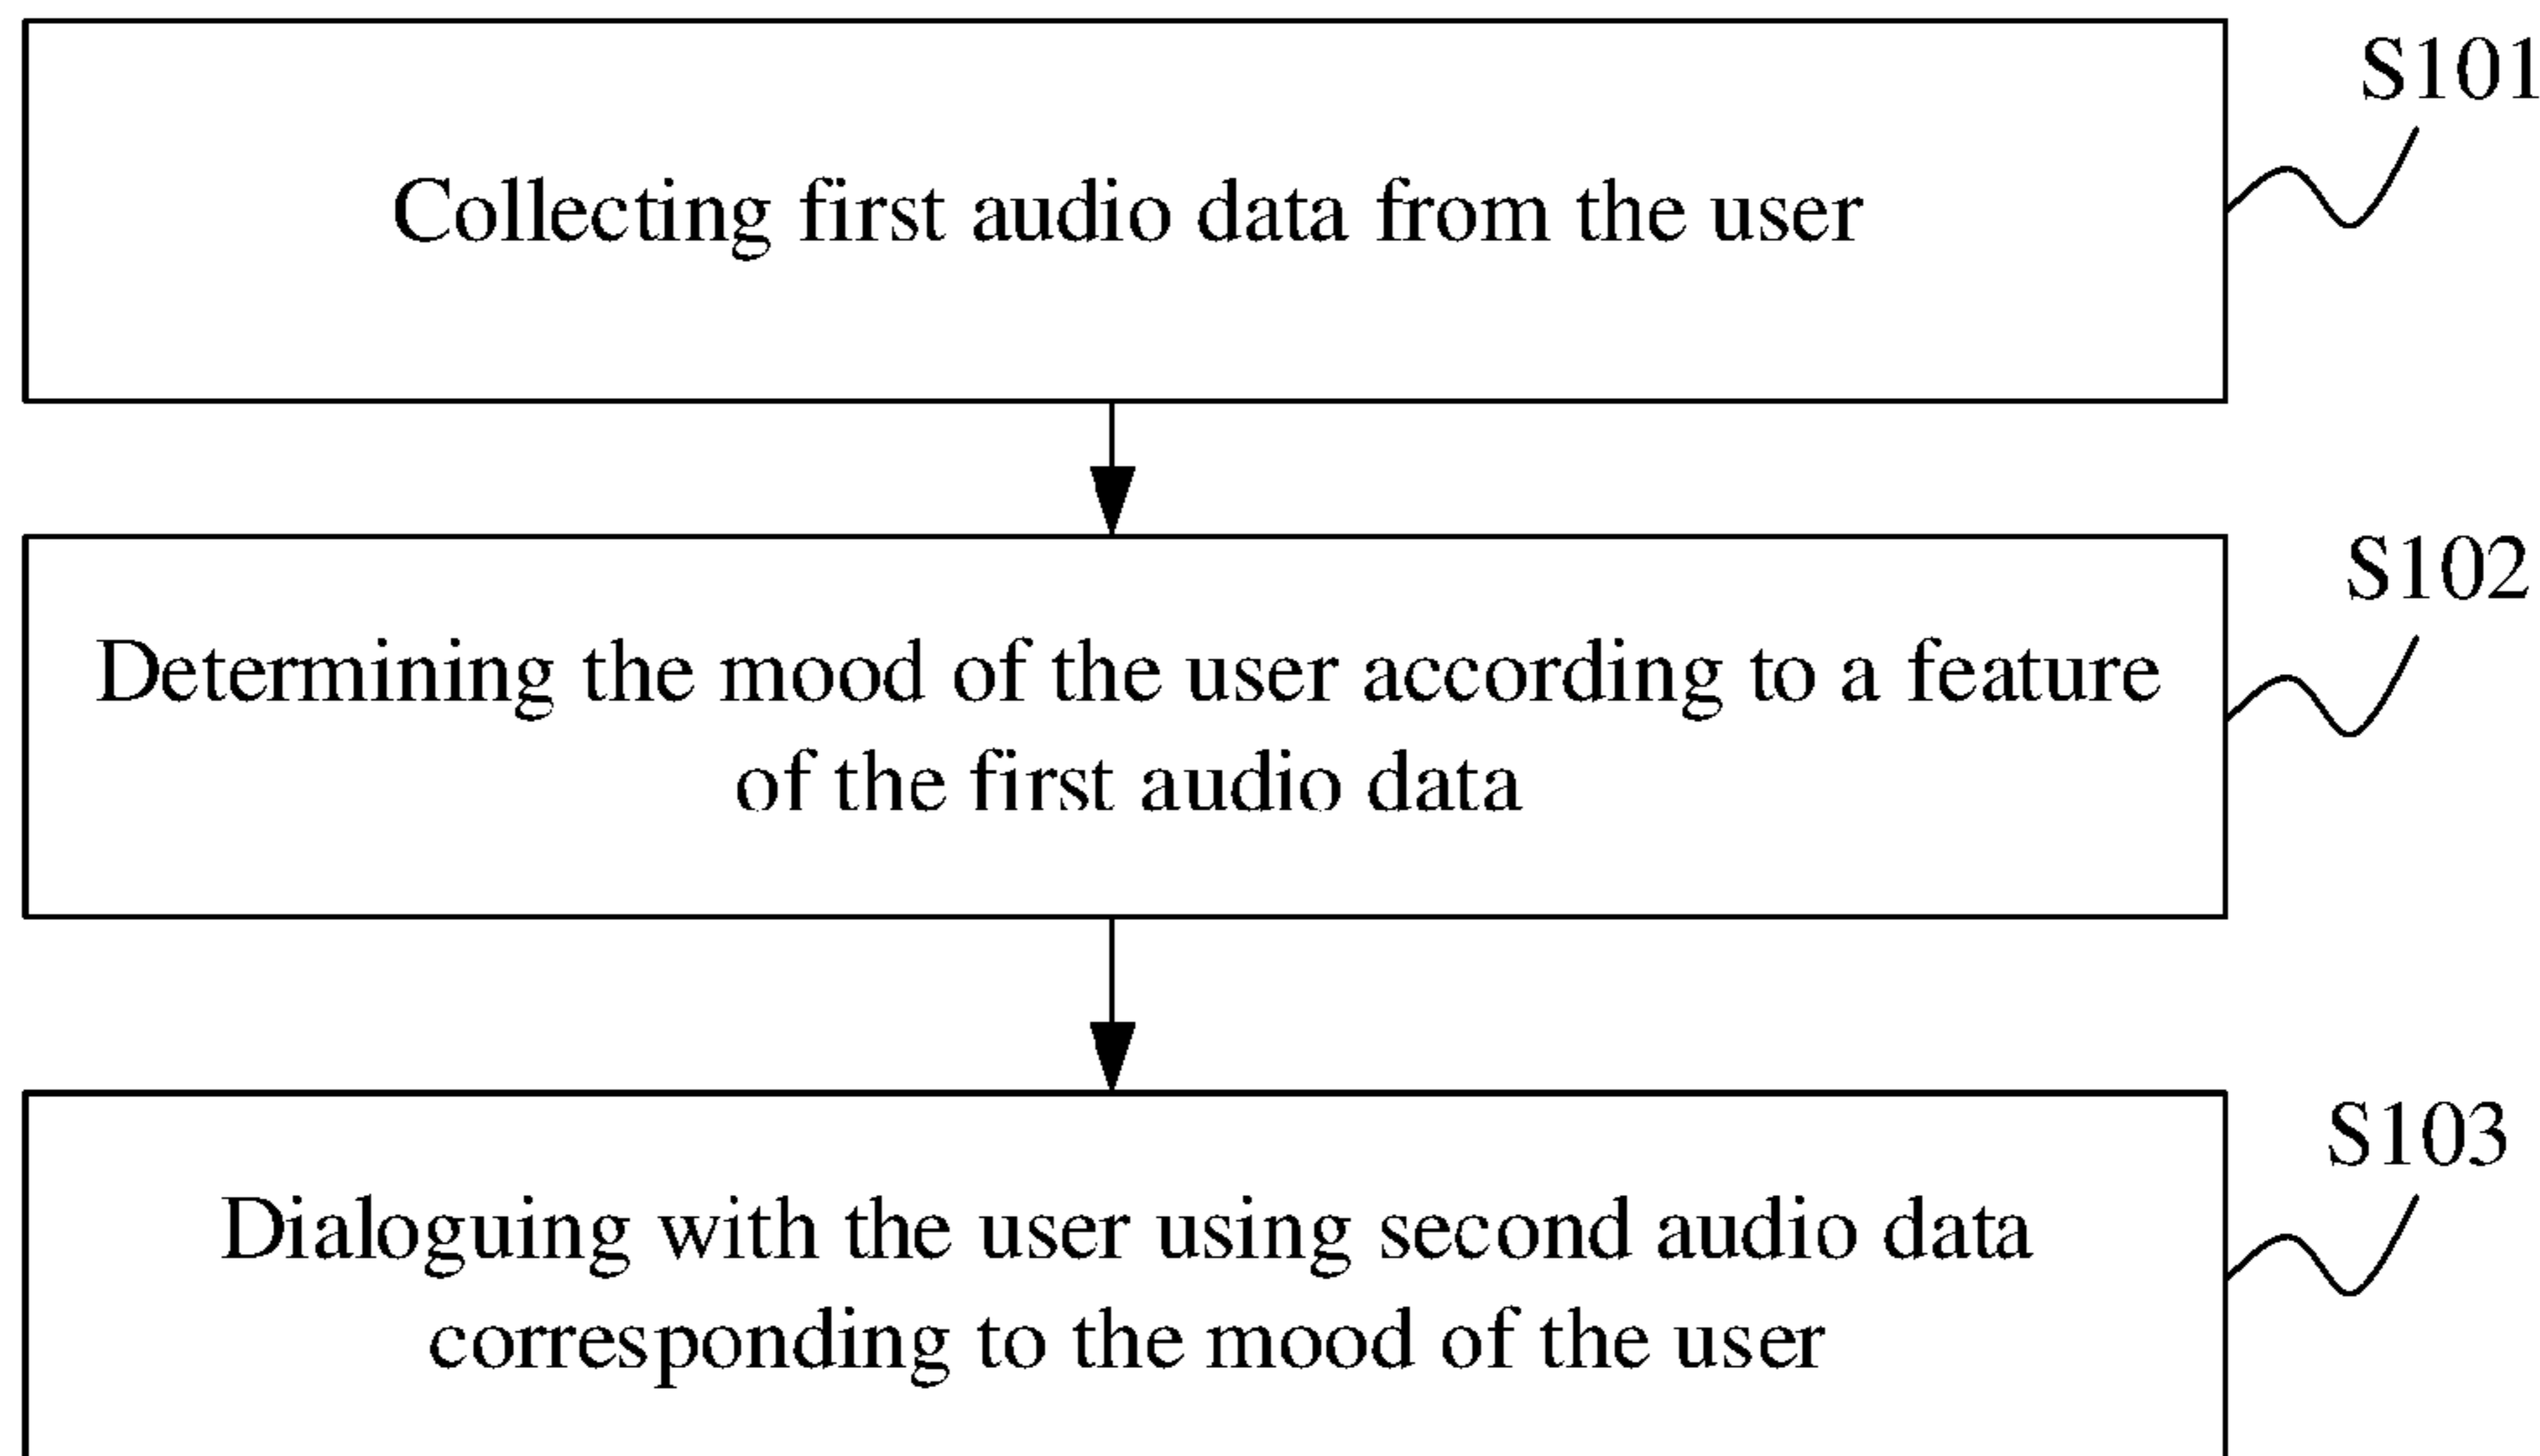 S101
Collecting first audio data from the user
S102
Determining the mood of the user according to a feature
of the first audio data
S103
Dialoguing with the user using second audio data
corresponding to the mood of the user